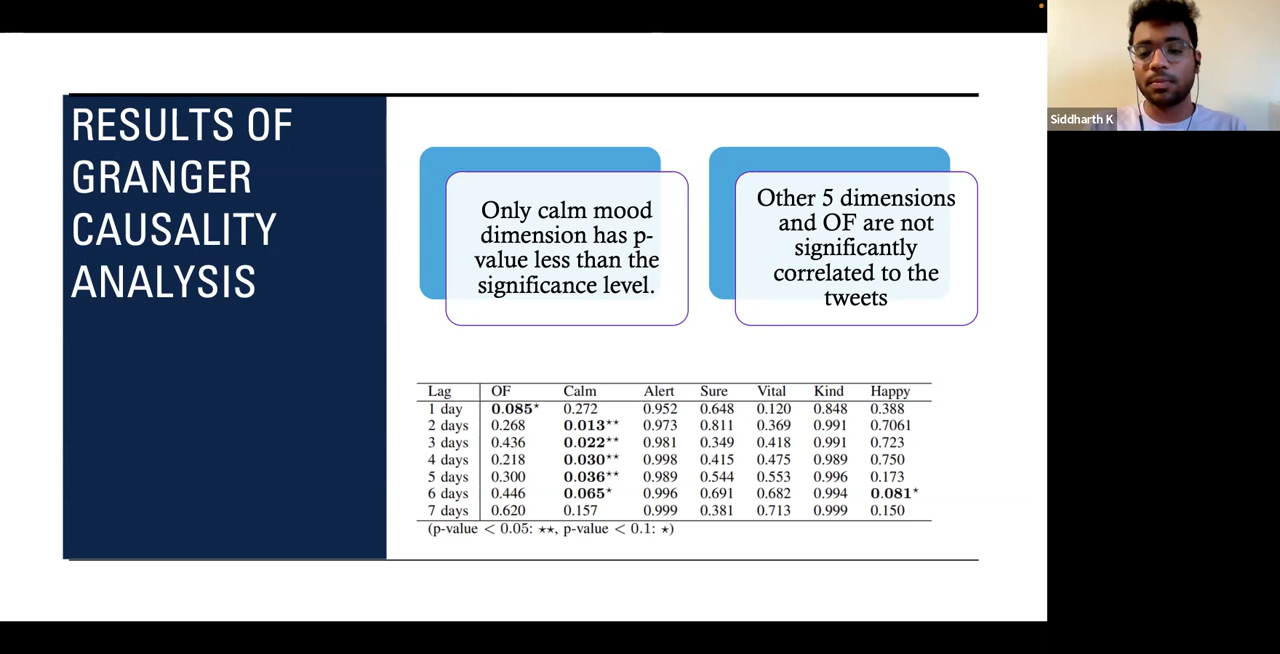 RESULTS OF
GRANGER
CAUSALITY
ANALYSIS
Only calm mood
dimension has p-
value less than the
significance level.
Other 5 dimensions
and OF are not
significantly
correlated to the
tweets
Lag OF Calm Alert Sure Vital Kind Happy
1 day 0.085⋆ 0.272 0.952 0.648 0.120 0.848 0.388
2 days 0.268 0.013⋆⋆ 0.973 0.811 0.369 0.991 0.7061
3 days 0.436 0.022⋆⋆ 0.981 0.349 0.418 0.991 0.723
4 days 0.218 0.030⋆⋆ 0.998 0.415 0.475 0.989 0.750
5 days 0.300 0.036⋆⋆ 0.989 0.544 0.553 0.996 0.173
6 days 0.446 0.065⋆ 0.996 0.691 0.682 0.994 0.081⋆
7 days 0.620 0.157 0.999 0.381 0.713 0.999 0.150
(p-value < 0.05: ⋆⋆, p-value < 0.1: ⋆)
Siddharth K